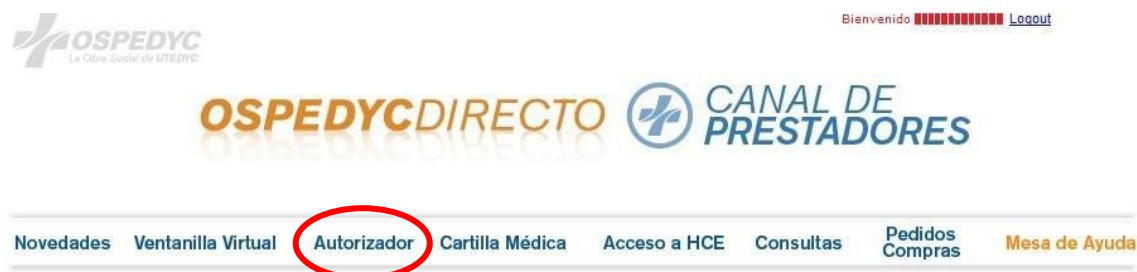 Bienvenido Logout
OSPEDYC
La Obra Social de UTEDYC
OSPEDYCDIRECTO CANAL DE
PRESTADORES
Novedades Ventanilla Virtual Autorizador Cartilla Médica Acceso a HCE Consultas Pedidos Compras Mesa de Ayuda